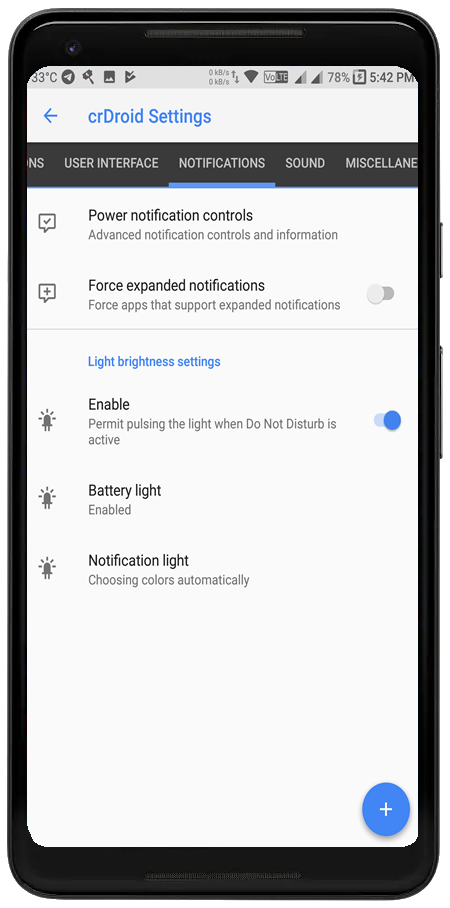 33°C 0 kB/s 0 kB/s Vo LTE 78% 5:42 PM
crDroid Settings
NS USER INTERFACE NOTIFICATIONS SOUND MISCELLANE
Power notification controls
Advanced notification controls and information
Force expanded notifications
Force apps that support expanded notifications
Light brightness settings
Enable
Permit pulsing the light when Do Not Disturb is
active
Battery light
Enabled
Notification light
Choosing colors automatically